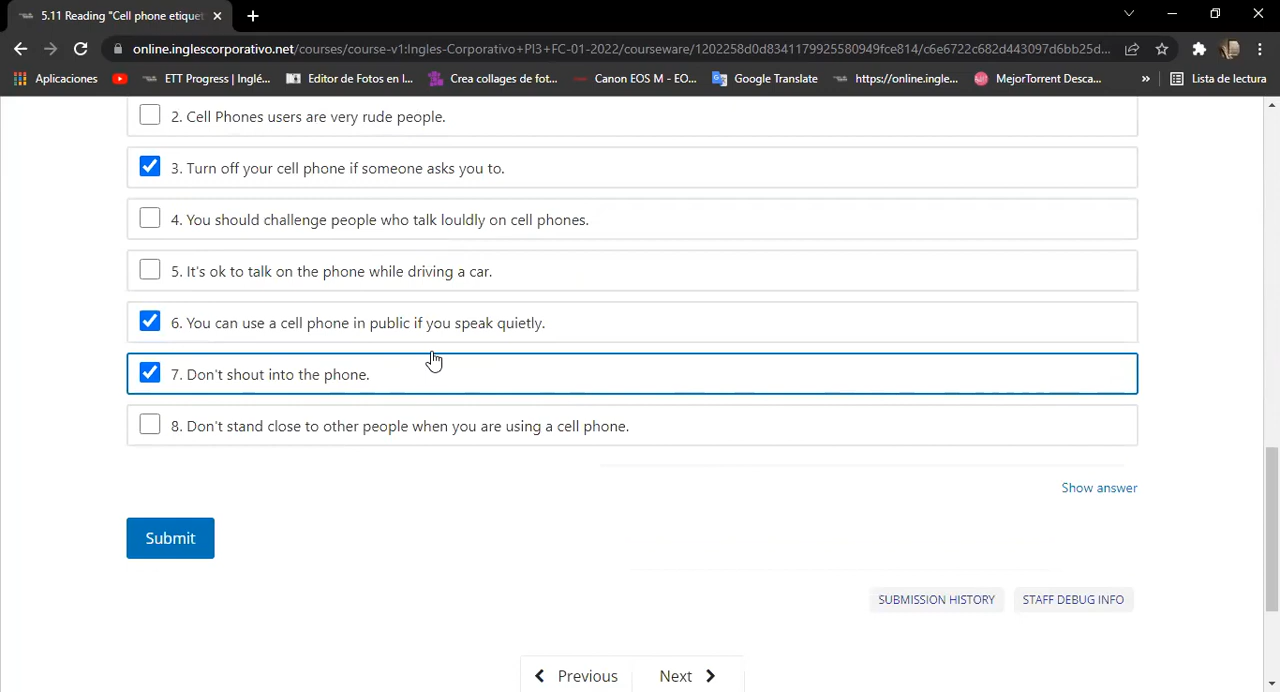 5.11 Reading "Cell phone etiquet
online.inglescorporativo.net/courses/course-v1:Ingles-Corporativo+PI3+FC-01-2022/courseware/1202258d0d8341179925580949fce814/c6e6722c682d443097d6bb25d...
Aplicaciones ETT Progress | Inglé... Editor de Fotos en l... Crea collages de fot... Canon EOS M - EO... Google Translate https://online.ingle... MejorTorrent Desca... » Lista de lectura
2. Cell Phones users are very rude people.
3. Turn off your cell phone if someone asks you to.
4. You should challenge people who talk louldly on cell phones.
5. It's ok to talk on the phone while driving a car.
6. You can use a cell phone in public if you speak quietly.
7. Don't shout into the phone.
8. Don't stand close to other people when you are using a cell phone.
Show answer
Submit
SUBMISSION HISTORY STAFF DEBUG INFO
Previous Next